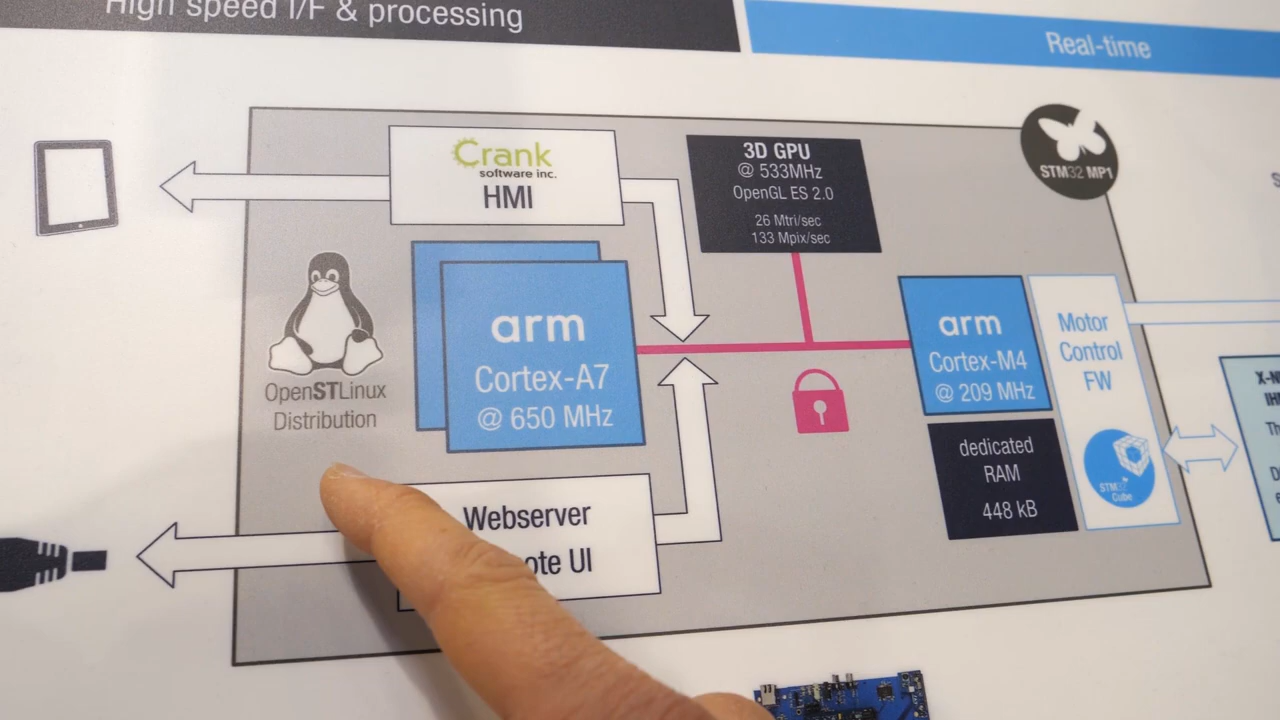 High speed I/F & processing
Real-time
Crank
software inc.
HMI
3D GPU
@ 533MHz
OpenGL ES 2.0
26 Mtri/sec
133 Mpix/sec
STM32 MP1
OpenSTLinux
Distribution
arm
Cortex-A7
@ 650 MHz
arm
Cortex-M4
@ 209 MHz
Motor
Control
FW
dedicated
RAM
448 kB
STM32
Cube
Webserver
UI